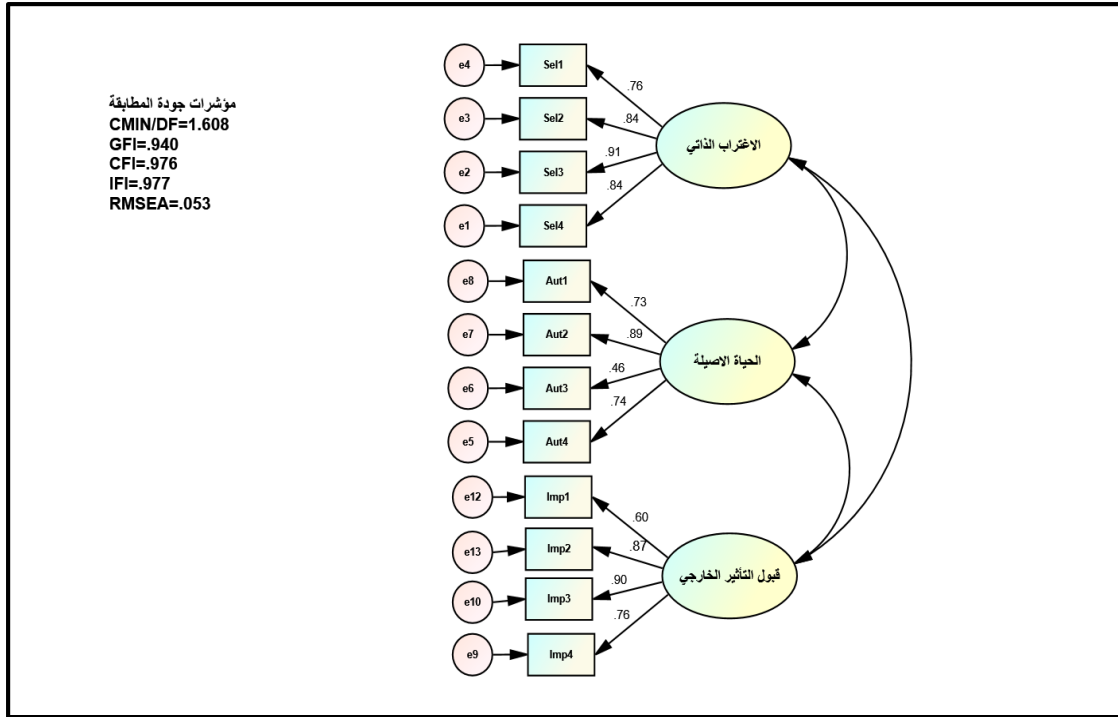 مؤشرات جودة المطابقة
CMIN/DF=1.608
GFI=.940
CFI=.976
IFI=.977
RMSEA=.053
e4
Sel1
.76
e3
Sel2
.84
الاغتراب الذاتي
e2
Sel3
.91
e1
Sel4
.84
e8
Aut1
.73
e7
Aut2
.89
الحياة الاصيلة
e6
Aut3
.46
e5
Aut4
.74
e12
Imp1
.60
e13
Imp2
.87
قبول التأثير الخارجي
e10
Imp3
.90
e9
Imp4
.76